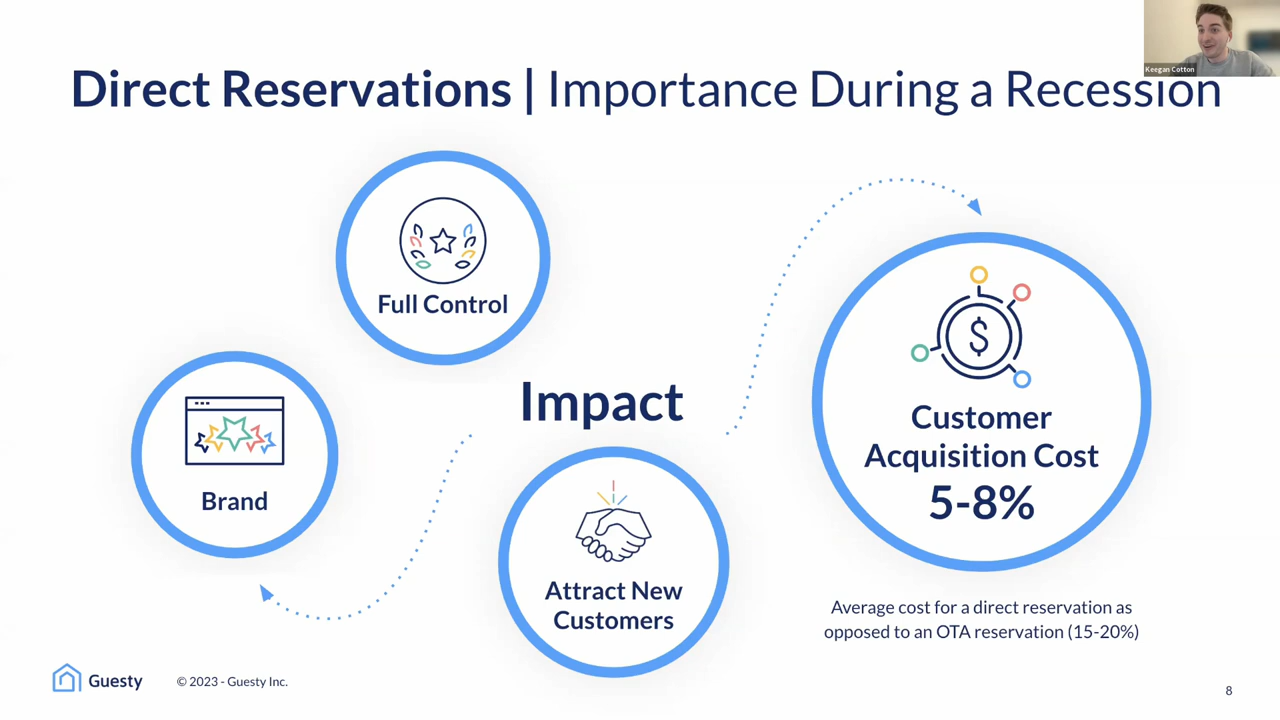 Keegan Cotton
Direct Reservations | Importance During a Recession
Full Control
Brand
Impact
Attract New
Customers
$
Customer
Acquisition Cost
5-8%
Average cost for a direct reservation as
opposed to an OTA reservation (15-20%)
Guesty
© 2023 - Guesty Inc.
8